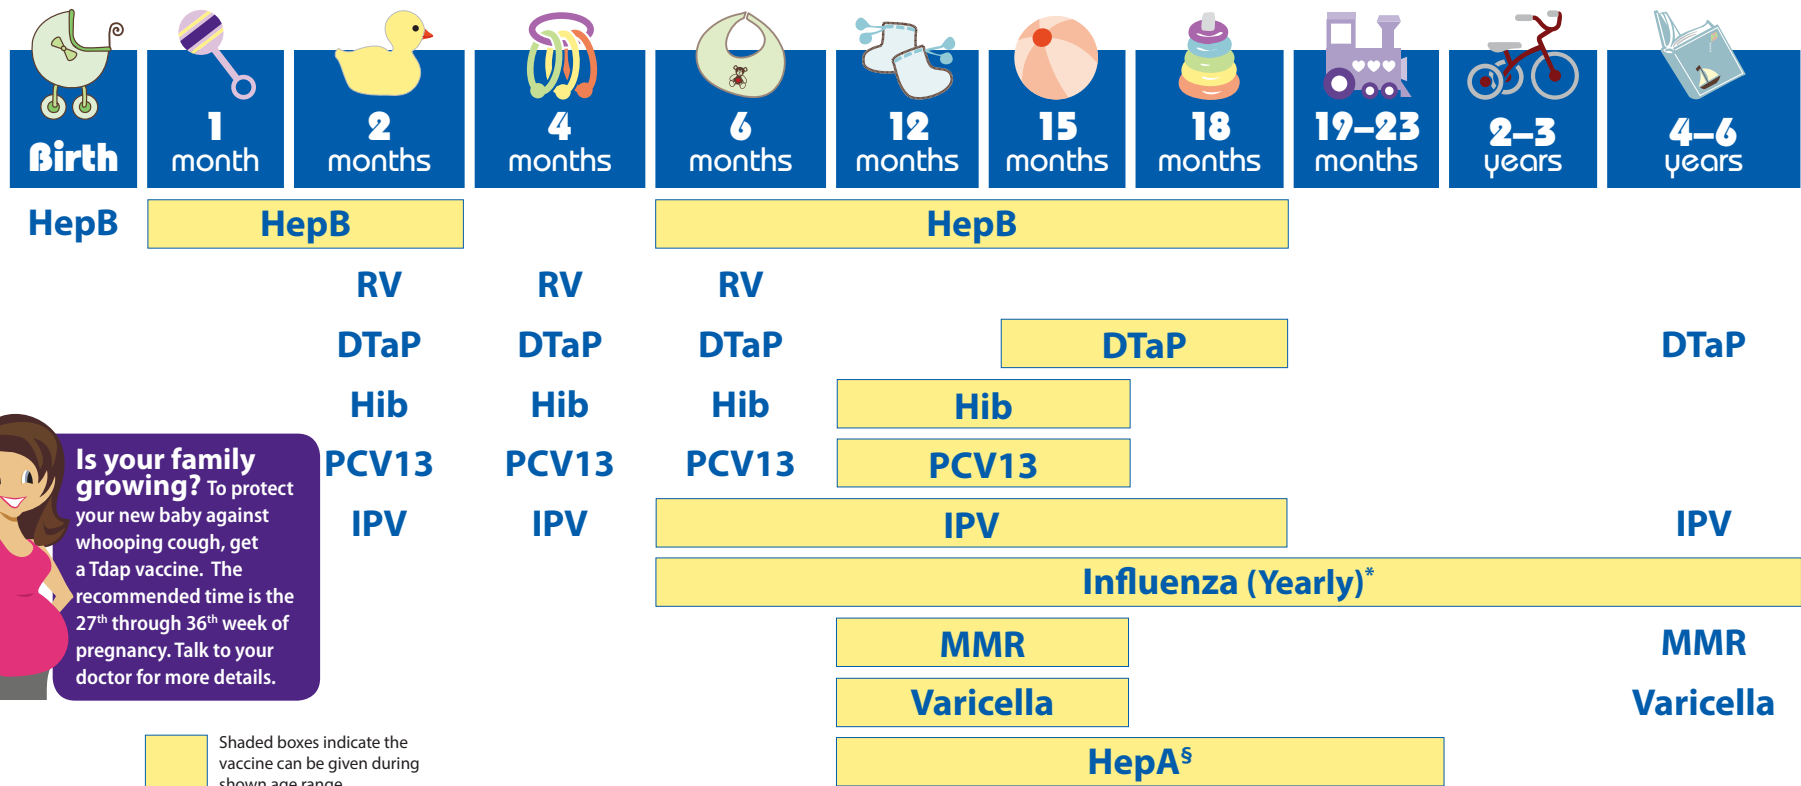 Birth
1
month
2
months
4
months
6
months
12
months
15
months
18
months
19–23
months
2–3
years
4–6
years
HepB HepB HepB
RV RV RV
DTaP DTaP DTaP DTaP DTaP
Hib Hib Hib Hib
PCV13 PCV13 PCV13 PCV13
IPV IPV IPV IPV
Influenza (Yearly)*
MMR MMR
Varicella Varicella
HepA§
Is your family
growing? To protect
your new baby against
whooping cough, get
a Tdap vaccine. The
recommended time is the
27th through 36th week of
pregnancy. Talk to your
doctor for more details.
Shaded boxes indicate the
vaccine can be given during
shown age range.